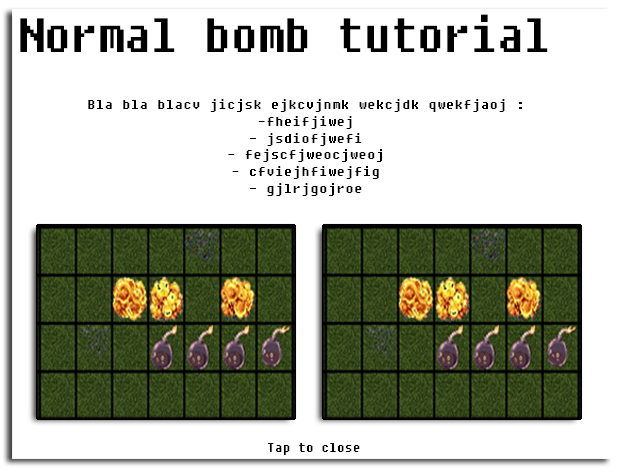 Normal bomb tutorial
Bla bla blacv jicjsk ejkcvjnmk wekcjdk qwekfjaoj :
-fheifjiwej
- jsdiofjwefi
- fejscfjweocjweoj
- cfviejhfiwejfig
- gjlrjgojroe
Tap to close